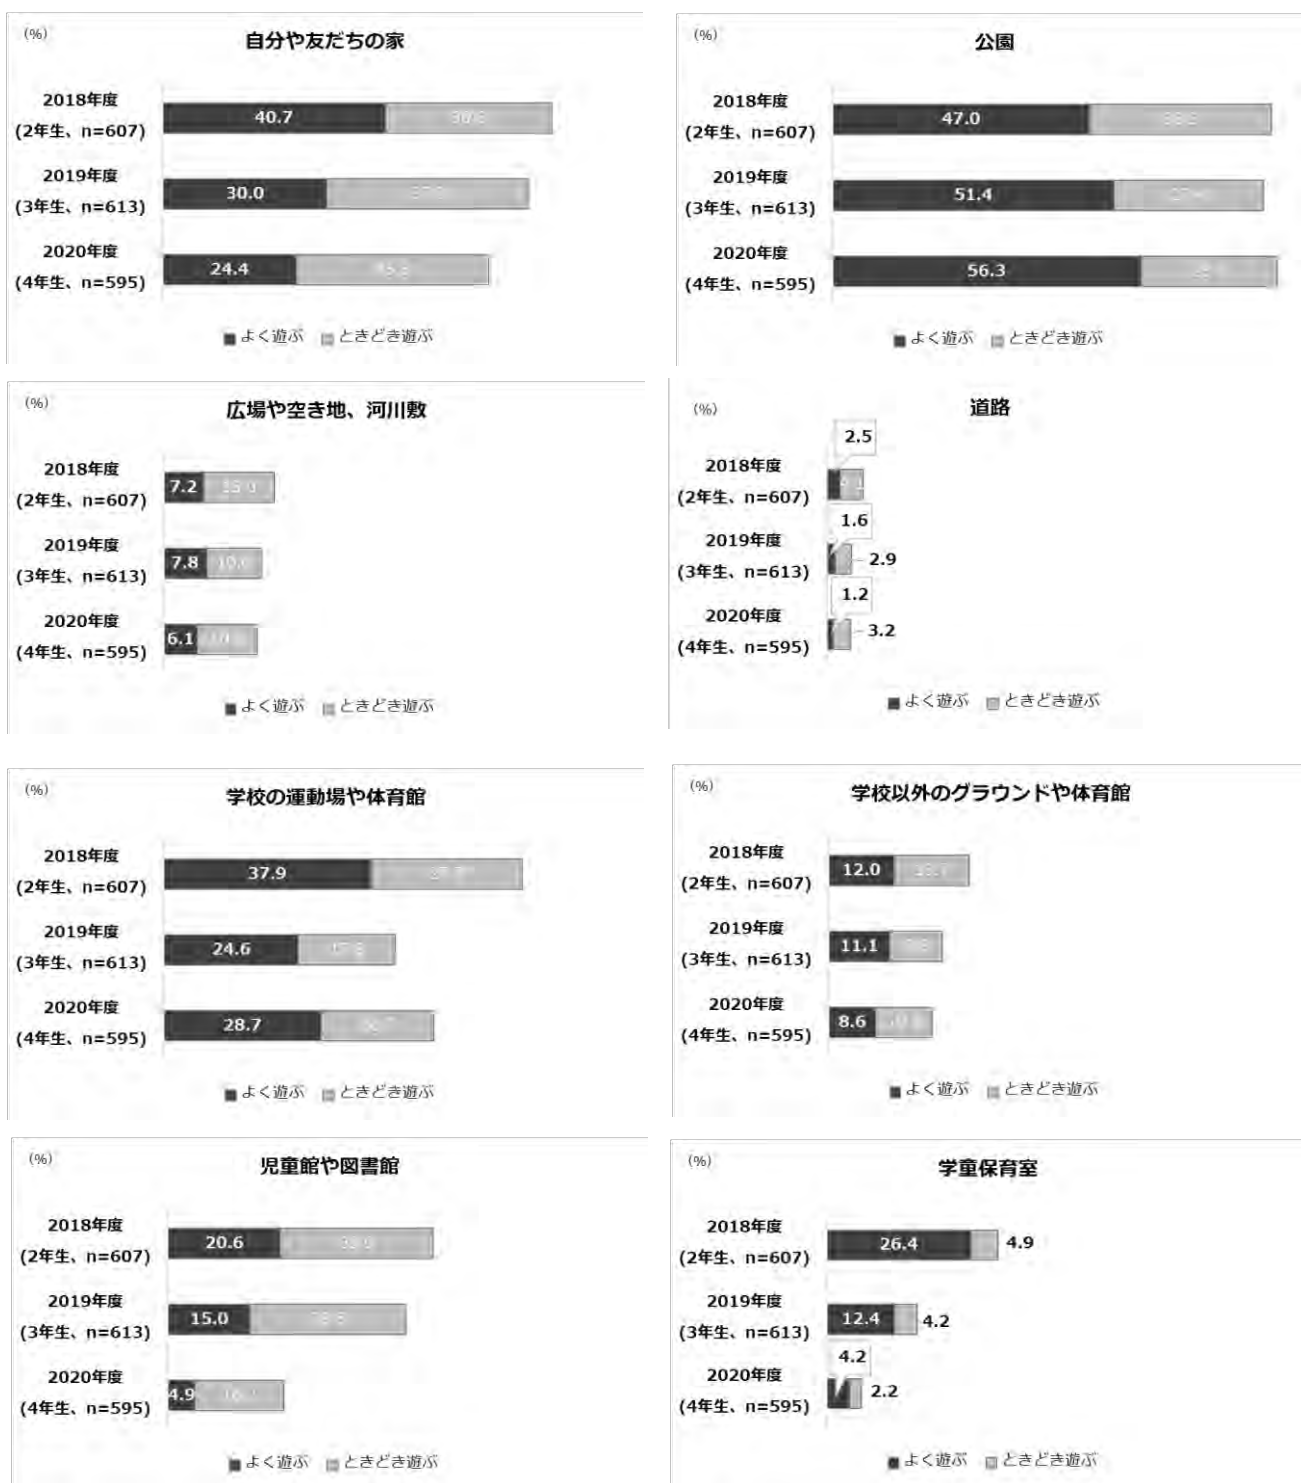 (%)
自分や友だちの家
2018年度
(2年生、n=607)
40.7
2019年度
(3年生、n=613)
30.0
2020年度
(4年生、n=595)
24.4
よく遊ぶ ときどき遊ぶ
(%)
公園
2018年度
(2年生、n=607)
47.0
2019年度
(3年生、n=613)
51.4
2020年度
(4年生、n=595)
56.3
よく遊ぶ ときどき遊ぶ
(%)
広場や空き地、河川敷
2018年度
(2年生、n=607)
7.2
2019年度
(3年生、n=613)
7.8
2020年度
(4年生、n=595)
6.1
よく遊ぶ ときどき遊ぶ
(%)
道路
2.5
2018年度
(2年生、n=607)
1.6
2019年度
(3年生、n=613)
2.9
1.2
2020年度
(4年生、n=595)
3.2
よく遊ぶ ときどき遊ぶ
(%)
学校の運動場や体育館
2018年度
(2年生、n=607)
37.9
2019年度
(3年生、n=613)
24.6
2020年度
(4年生、n=595)
28.7
よく遊ぶ ときどき遊ぶ
(%)
学校以外のグラウンドや体育館
2018年度
(2年生、n=607)
12.0
2019年度
(3年生、n=613)
11.1
2020年度
(4年生、n=595)
8.6
よく遊ぶ ときどき遊ぶ
(%)
児童館や図書館
2018年度
(2年生、n=607)
20.6
2019年度
(3年生、n=613)
15.0
2020年度
(4年生、n=595)
4.9
よく遊ぶ ときどき遊ぶ
(%)
学童保育室
2018年度
(2年生、n=607)
26.4 4.9
2019年度
(3年生、n=613)
12.4 4.2
4.2
2020年度
(4年生、n=595)
2.2
よく遊ぶ ときどき遊ぶ